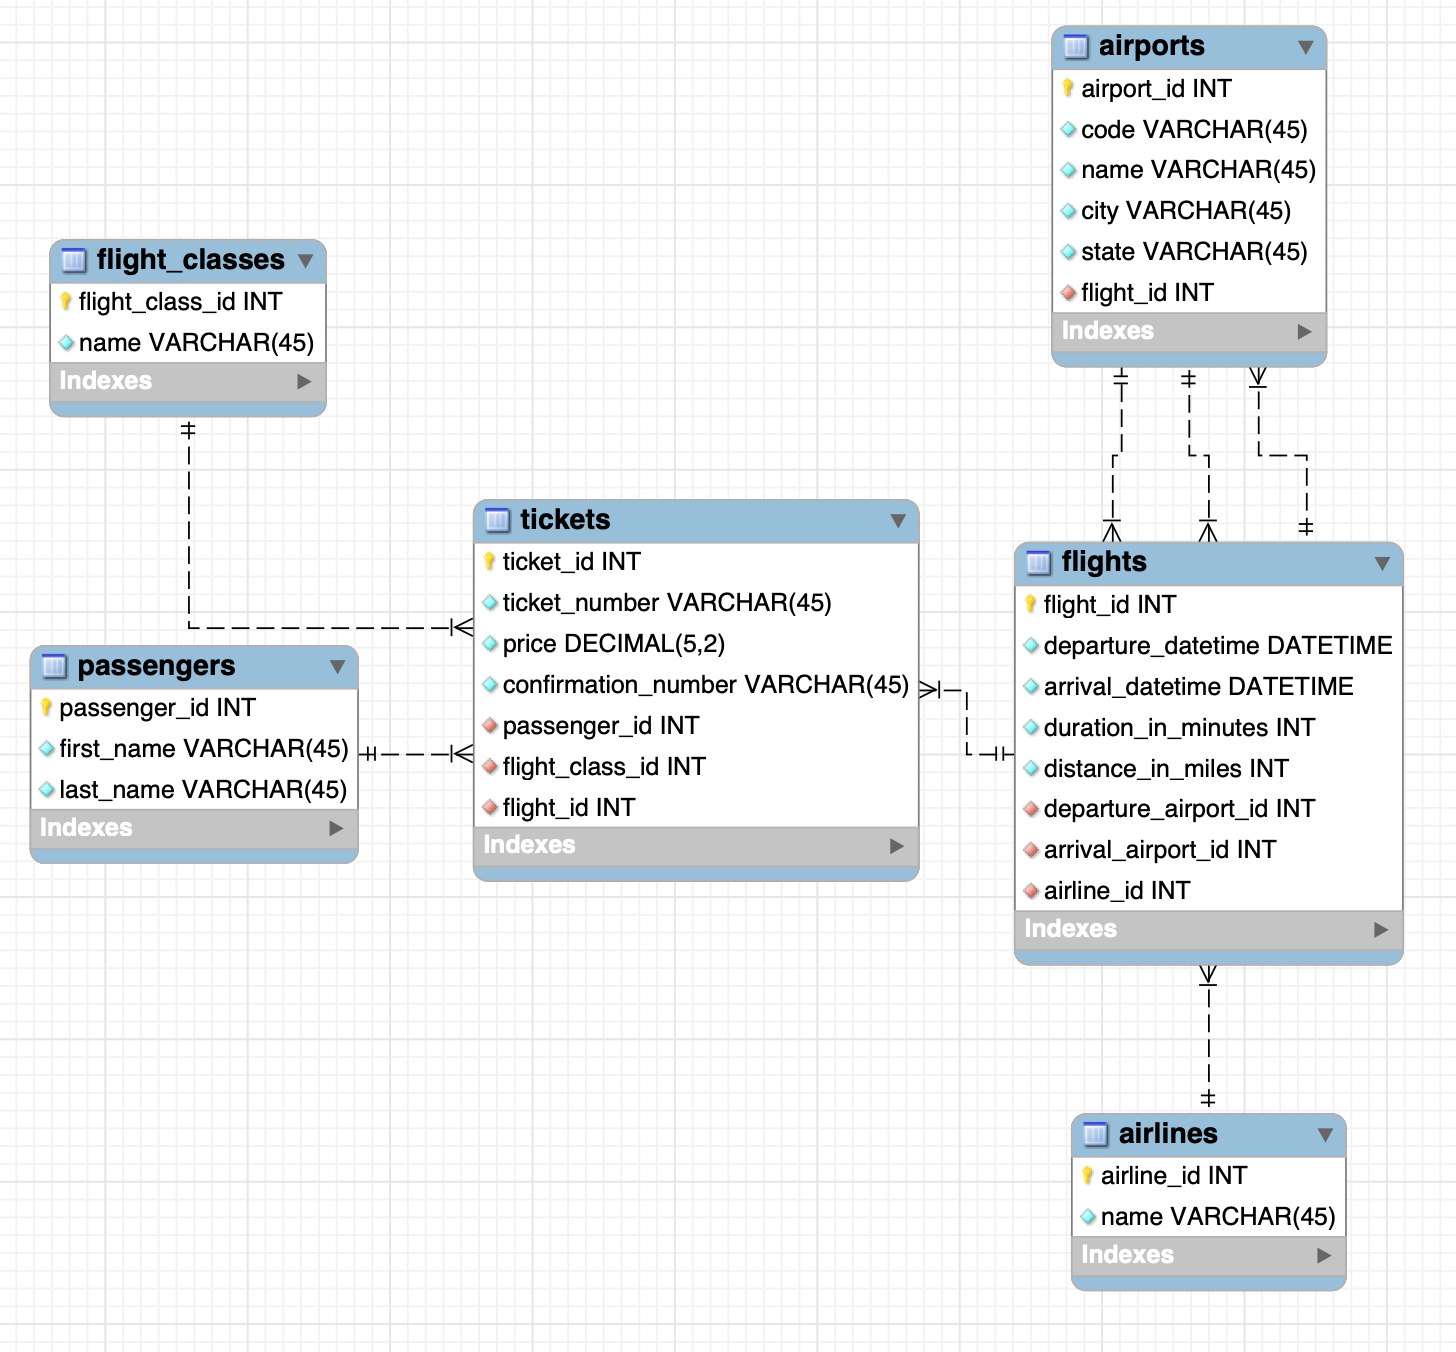 airports
airport_id INT
code VARCHAR(45)
name VARCHAR(45)
city VARCHAR(45)
state VARCHAR(45)
flight_id INT
Indexes
flight_classes
flight_class_id INT
name VARCHAR(45)
Indexes
tickets
ticket_id INT
ticket_number VARCHAR(45)
price DECIMAL(5,2)
confirmation_number VARCHAR(45)
passenger_id INT
flight_class_id INT
flight_id INT
Indexes
passengers
passenger_id INT
first_name VARCHAR(45)
last_name VARCHAR(45)
Indexes
flights
flight_id INT
departure_datetime DATETIME
arrival_datetime DATETIME
duration_in_minutes INT
distance_in_miles INT
departure_airport_id INT
arrival_airport_id INT
airline_id INT
Indexes
airlines
airline_id INT
name VARCHAR(45)
Indexes